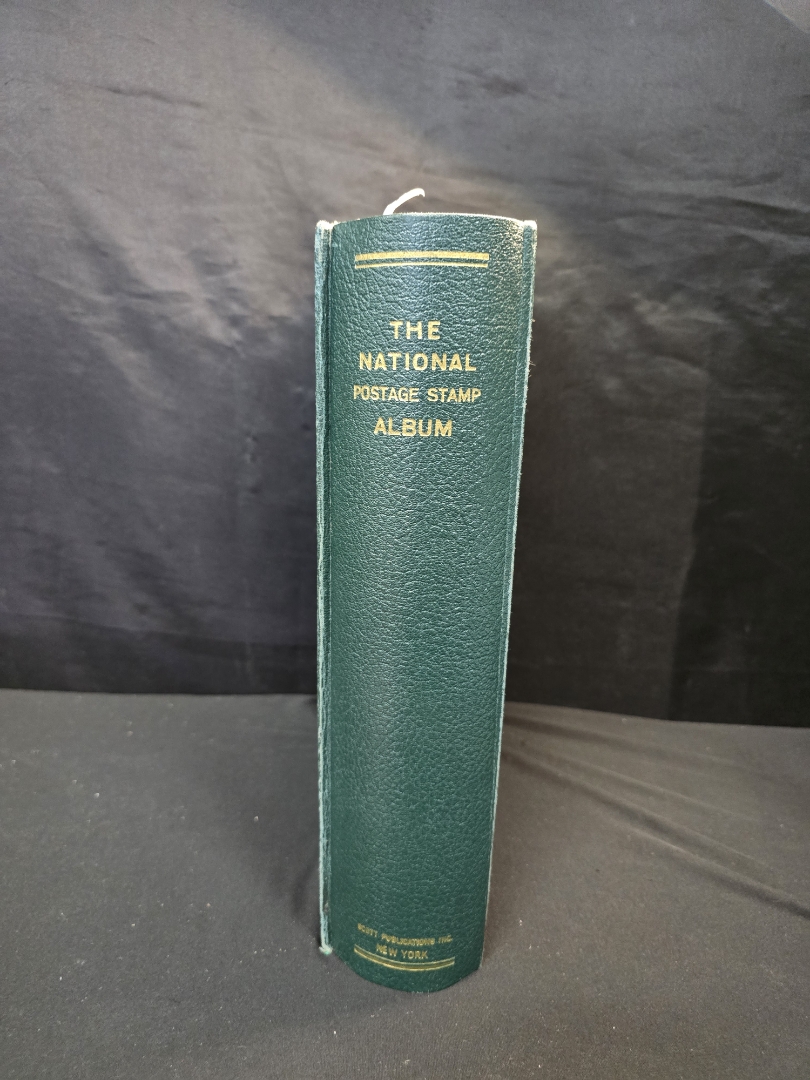 THE
NATIONAL
POSTAGE STAMP
ALBUM
SCOTT PUBLICATIONS INC.
NEW YORK